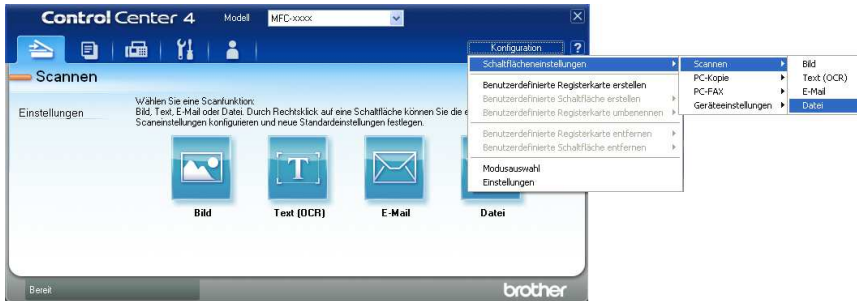 Control Center 4 Modell MFC-xxxx
Konfiguration ?
Scannen
Einstellungen
Wählen Sie eine Scanfunktion:
Bild, Text, E-Mail oder Datei. Durch Rechtsklick auf eine Schaltfläche können Sie die
Scaneinstellungen konfigurieren und neue Standardeinstellungen festlegen.
T
Bild Text (OCR) E-Mail Datei
Bereit
brother
Schaltflächeneinstellungen
Benutzerdefinierte Registerkarte erstellen
Benutzerdefinierte Schaltfläche erstellen
Benutzerdefinierte Registerkarte umbenennen
Benutzerdefinierte Registerkarte entfernen
Benutzerdefinierte Schaltfläche entfernen
Modusauswahl
Einstellungen
Scannen
PC-Kopie
PC-FAX
Geräteeinstellungen
Bild
Text (OCR)
E-Mail
Datei